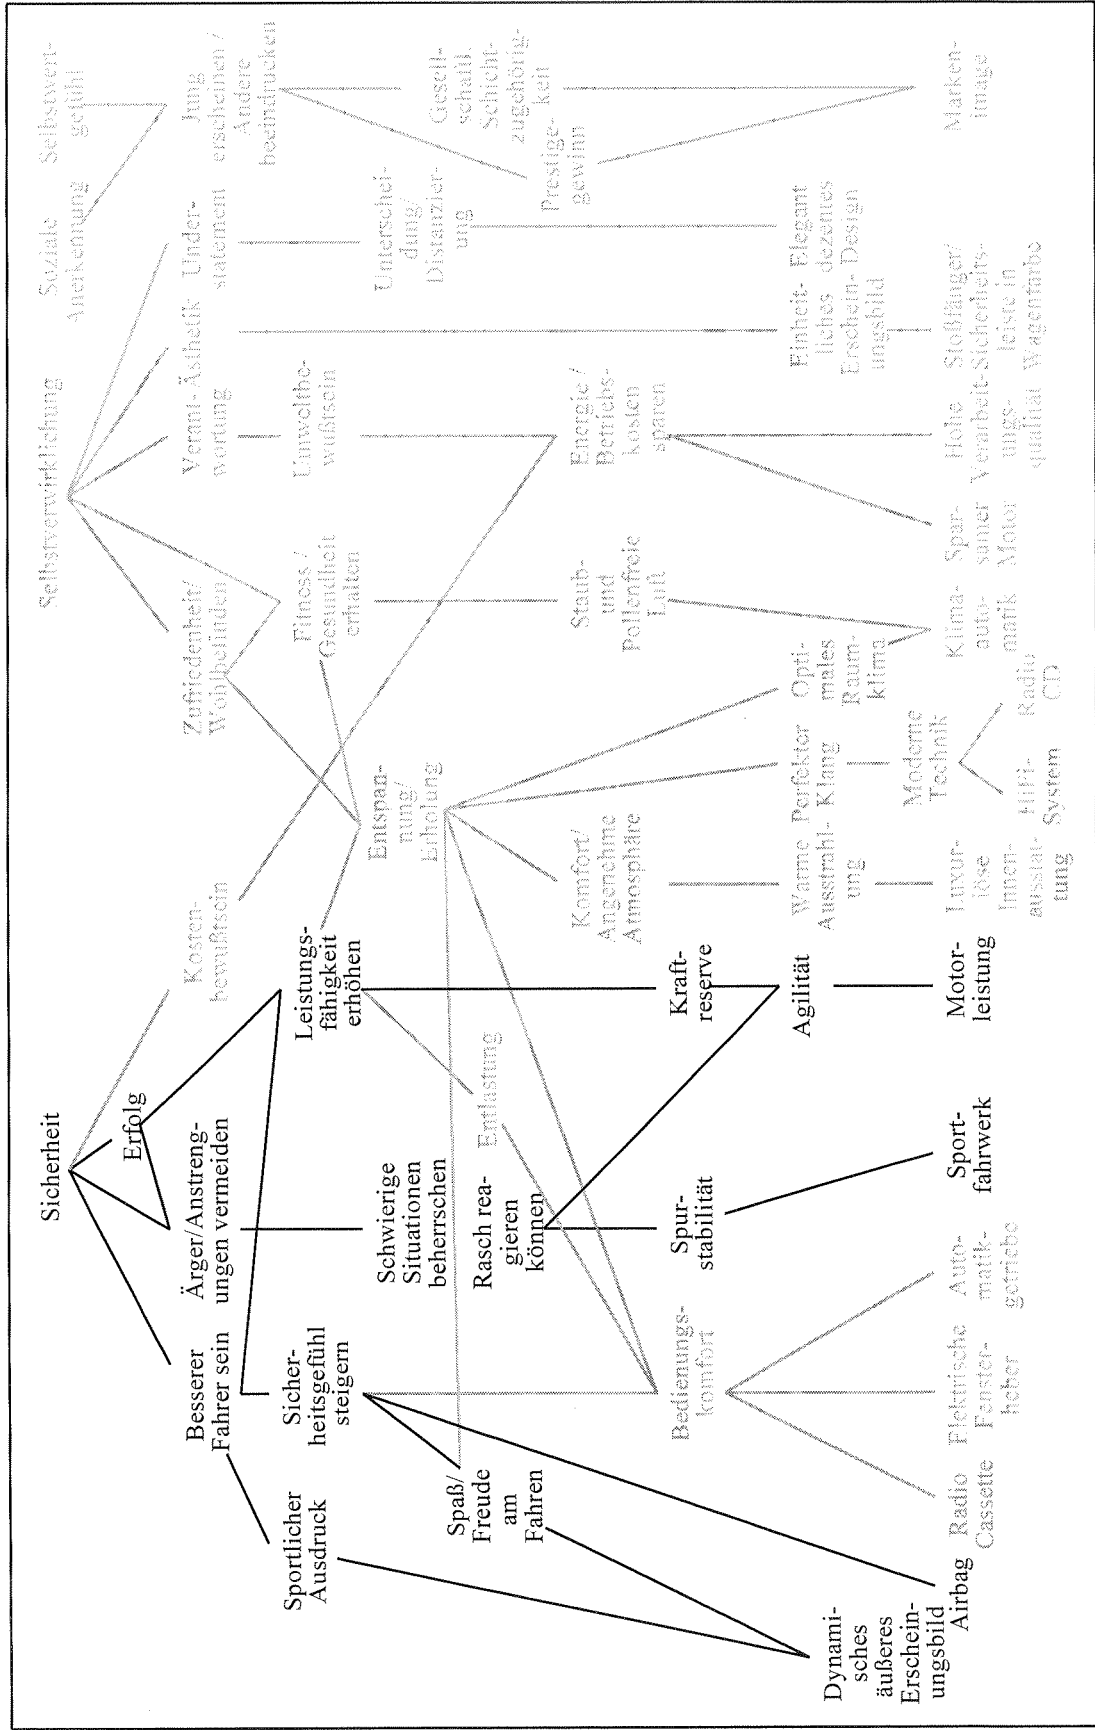 Sicherheit
Selbstverwirklichung
Soziale
Anerkennung
Selbstwert-
gefühl
Besserer
Fahrer sein
Ärger/Anstreng-
ungen vermeiden
Erfolg
Kosten-
bewußtsein
Zufriedenheit/
Wohlbefinden
Verant-
wortung
Ästhetik
Under-
statement
Jung
erscheinen /
Andere
beeindrucken
Sportlicher
Ausdruck
Sicher-
heitsgefühl
steigern
Leistungs-
fähigkeit
erhöhen
Fitness /
Gesundheit
erhalten
Umweltbe-
wußtsein
Schwierige
Situationen
beherrschen
Entspan-
nung/
Erholung
Unterschei-
dung/
Distanzier-
ung
Gesell-
schaftl.
Schicht-
zugehörig-
keit
Spaß/
Freude
am
Fahren
Rasch rea-
gieren
können
Entlastung
Prestige-
gewinn
Komfort/
Angenehme
Atmosphäre
Staub-
und
Pollenfreie
Luft
Energie /
Betriebs-
kosten
sparen
Bedienungs-
komfort
Spur-
stabilität
Kraft-
reserve
Dynami-
sches
äußeres
Erschein-
ungsbild
Agilität
Warme
Ausstrahl-
ung
Perfekter
Klang
Opti-
males
Raum-
klima
Einheit-
liches
Erschein-
ungsbild
Elegant
dezentes
Design
Moderne
Technik
Airbag
Radio
Cassette
Elektrische
Fenster-
heber
Auto-
matik-
getriebe
Sport-
fahrwerk
Motor-
leistung
Luxur-
iöse
Innen-
ausstat-
tung
HiFi-
System
Radio
CD
Klima-
auto-
matik
Spar-
samer
Motor
Hohe
Verarbeit-
ungs-
qualität
Stoßfänger/
Sicherheits-
leiste in
Wagenfarbe
Marken-
image